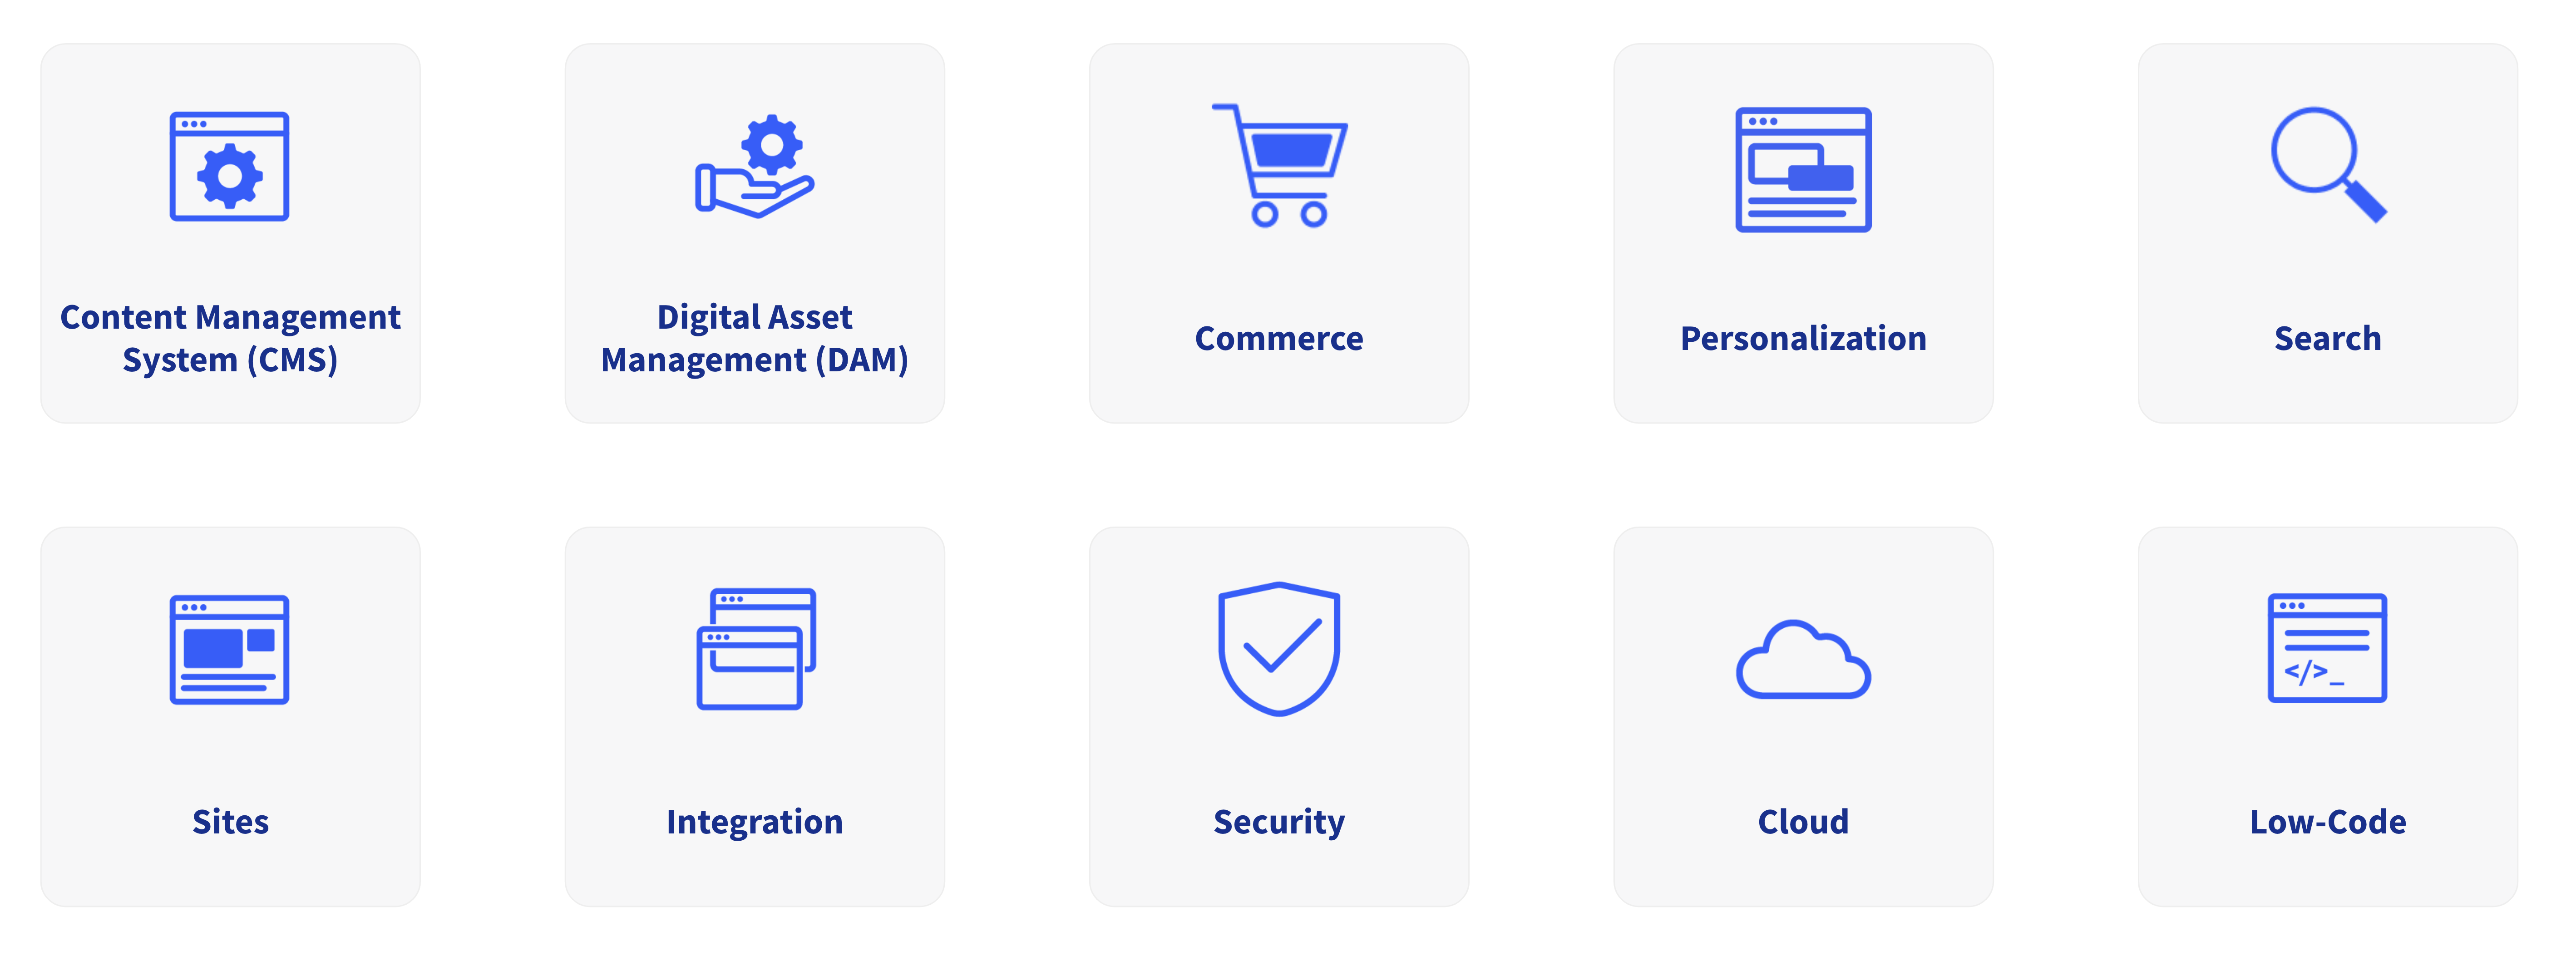 Content Management
System (CMS)
Digital Asset
Management (DAM)
Commerce
Personalization
Search
Sites
Integration
Security
Cloud
</>_
Low-Code